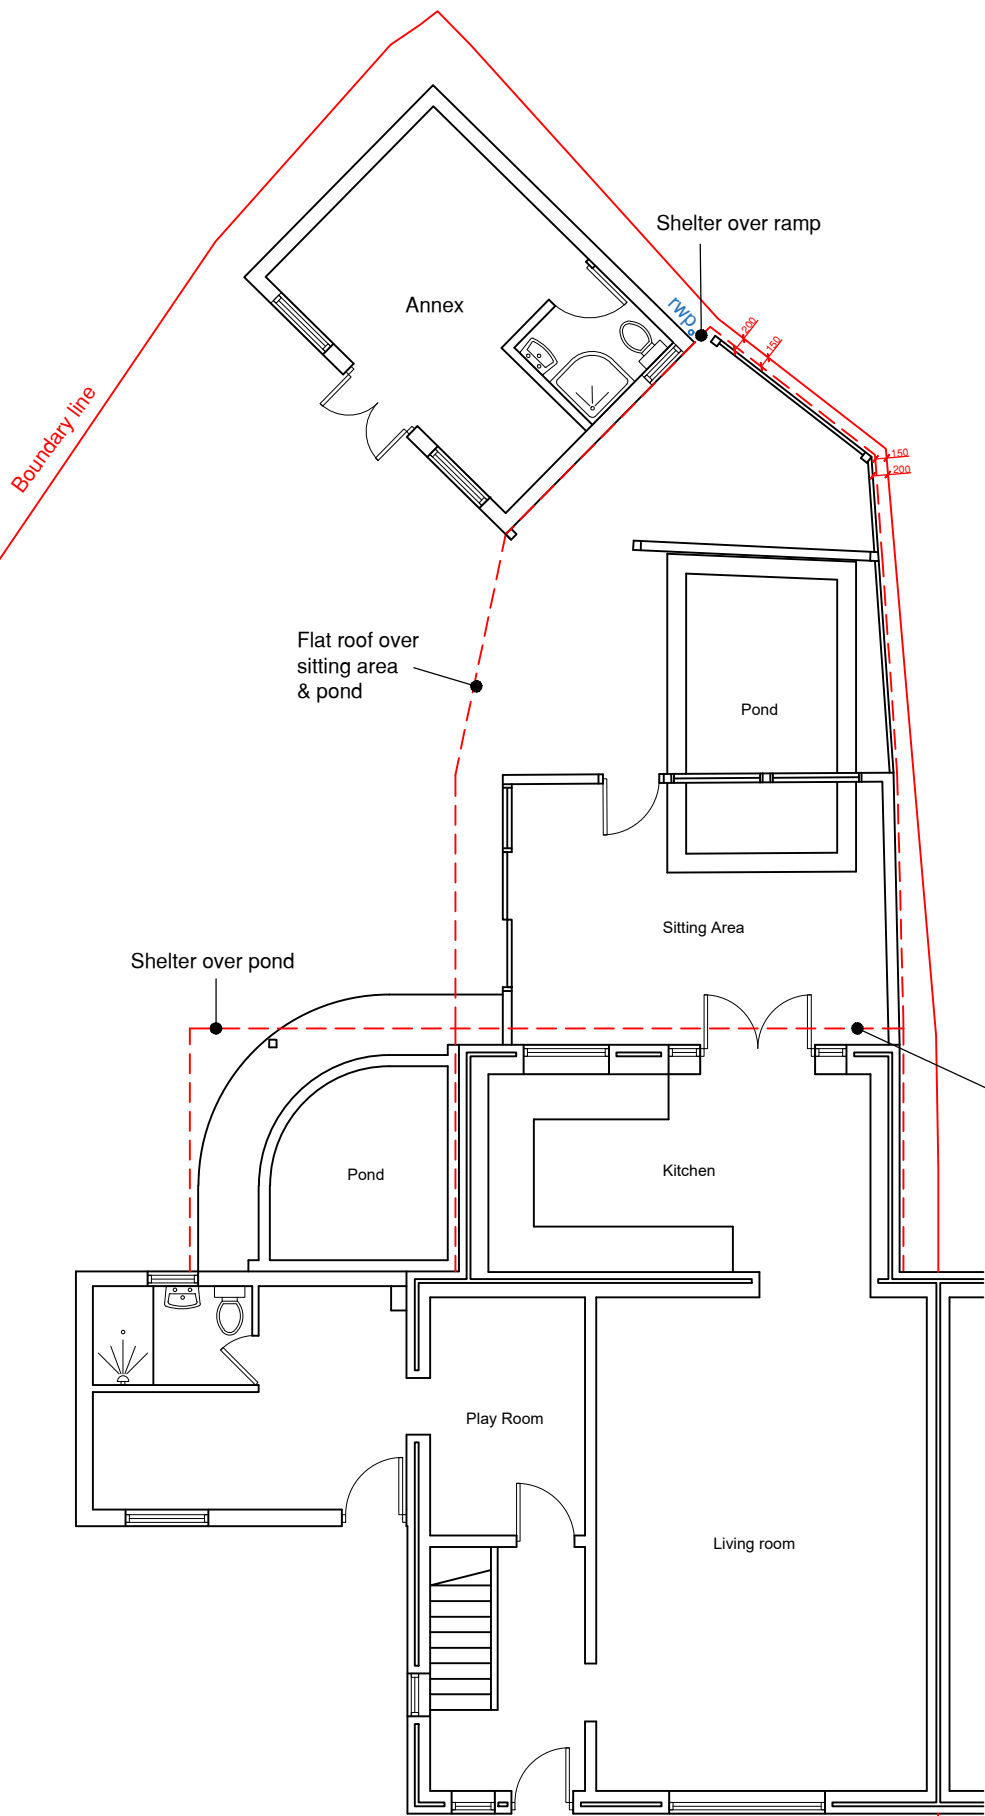 Shelter over ramp
rwp
Annex
200
150
Boundary line
150
200
Flat roof over
sitting area
& pond
Pond
Sitting Area
Shelter over pond
Pond
Kitchen
Play Room
Living room